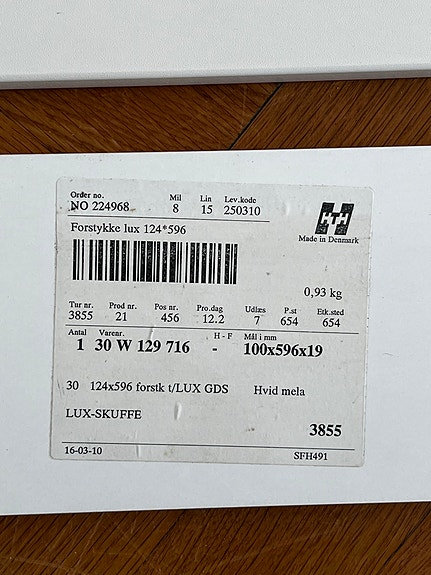 Order no. Mil Lin Lev.kode
NO 224968 8 15 250310
HTH
Made in Denmark
Forstykke lux 124*596
0,93 kg
Tur nr. Prod nr. Pos nr. Pro.dag Udlæs P.st Etk.sted
3855 21 456 12.2 7 654 654
Antal Varenr. H - F Mål i mm
1 30 W 129 716 - 100x596x19
30 124x596 forstk t/LUX GDS Hvid mela
LUX-SKUFFE
3855
16-03-10 SFH491